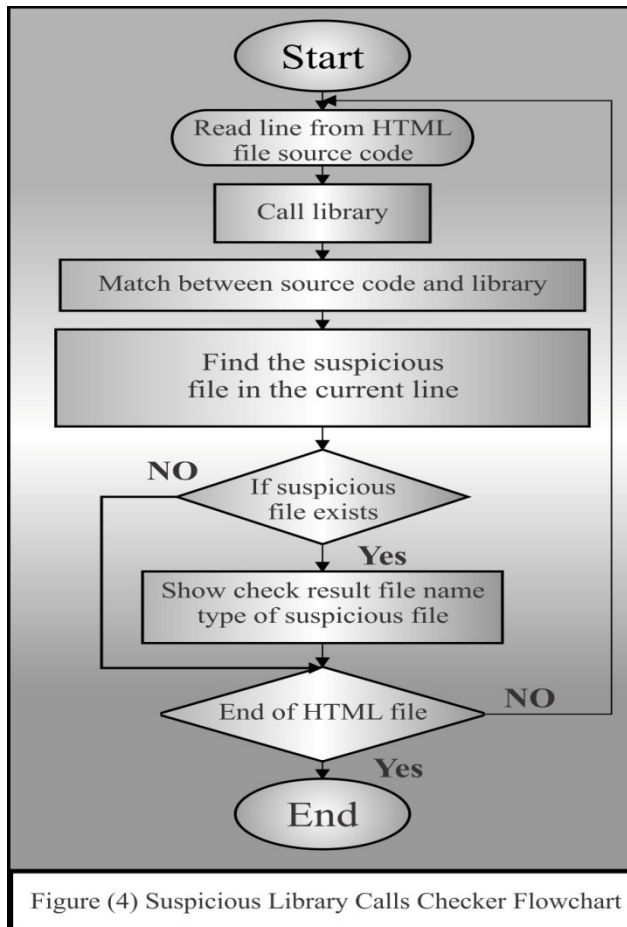 Start
Read line from HTML
file source code
Call library
Match between source code and library
Find the suspicious
file in the current line
NO
If suspicious
file exists
Yes
Show check result file name
type of suspicious file
End of HTML file
NO
Yes
End
Figure (4) Suspicious Library Calls Checker Flowchart